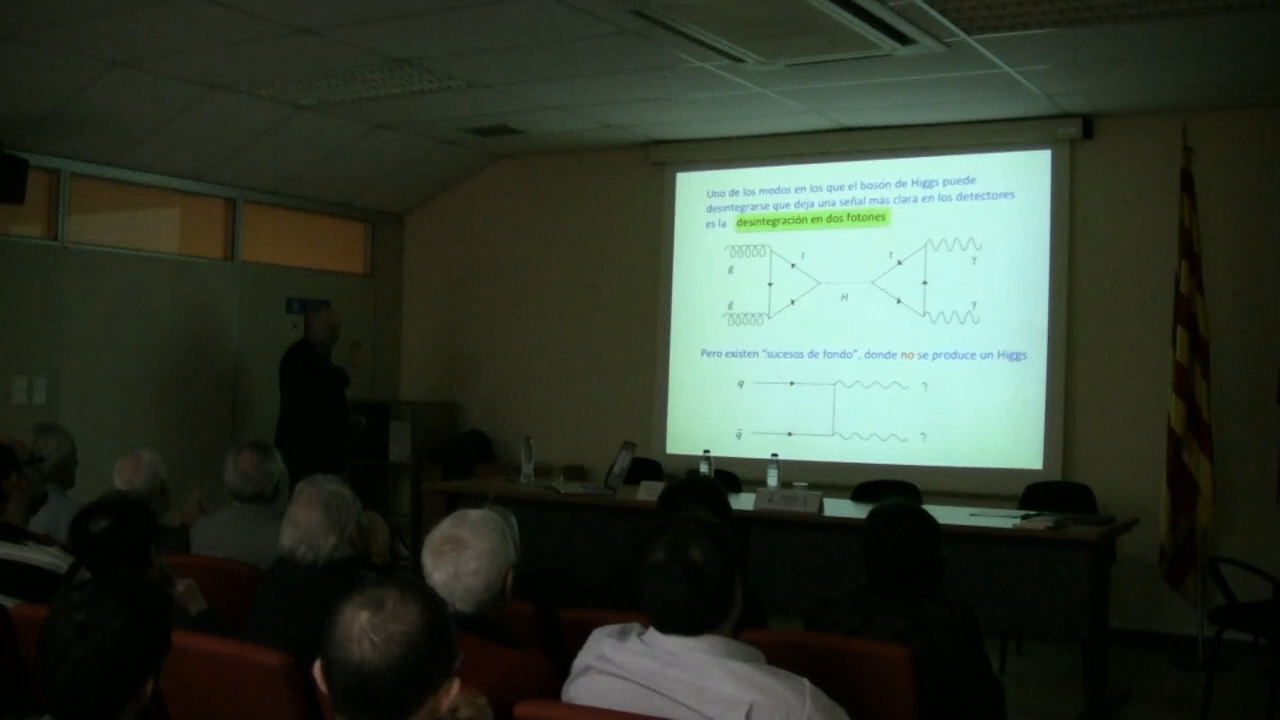 Uno de los modos en los que el bosón de Higgs puede
desintegrarse que deja una señal más clara en los detectores
es la desintegración en dos fotones
g
t
t
γ
H
g
γ
Pero existen "sucesos de fondo", donde no se produce un Higgs
q
γ
q̄
γ